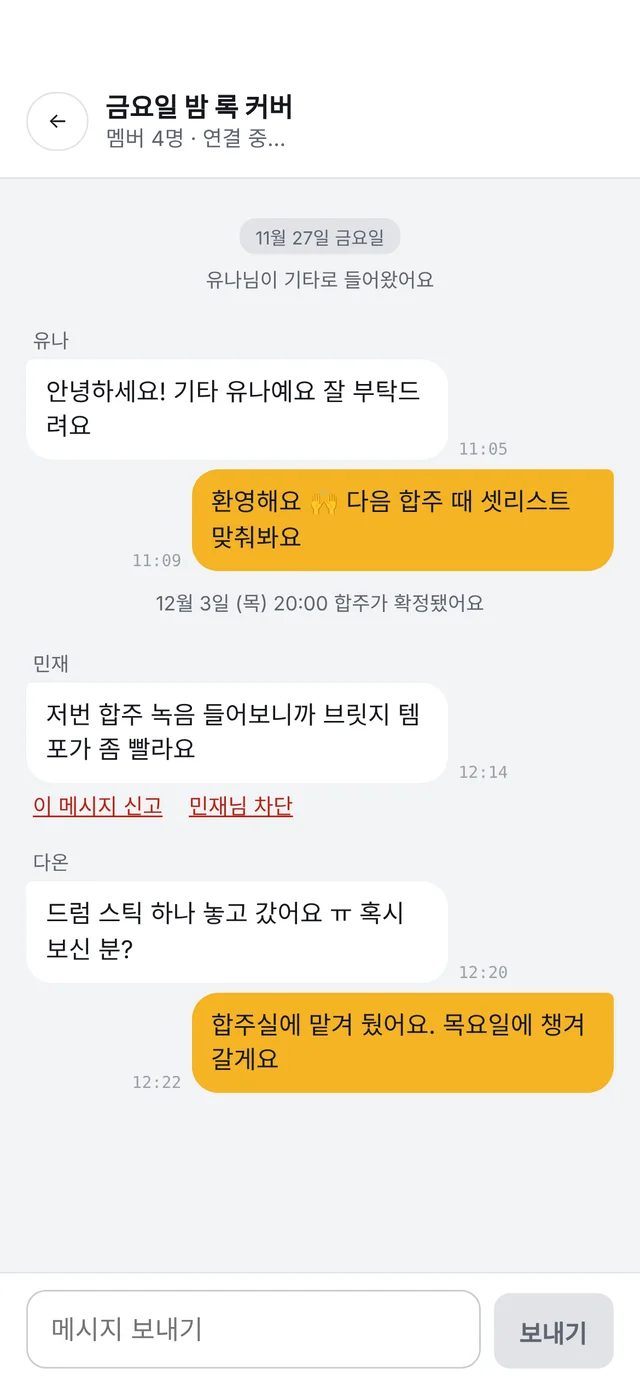 금요일 밤 록 커버
멤버 4명 · 연결 중…
11월 27일 금요일
유나님이 기타로 들어왔어요
유나
안녕하세요! 기타 유나예요 잘 부탁드
려요
11:05
환영해요 🙌 다음 합주 때 셋리스트
맞춰봐요
11:09
12월 3일 (목) 20:00 합주가 확정됐어요
민재
저번 합주 녹음 들어보니까 브릿지 템
포가 좀 빨라요
12:14
이 메시지 신고 민재님 차단
다온
드럼 스틱 하나 놓고 갔어요 ㅠ 혹시
보신 분?
12:20
합주실에 맡겨 뒀어요. 목요일에 챙겨
갈게요
12:22
메시지 보내기
보내기